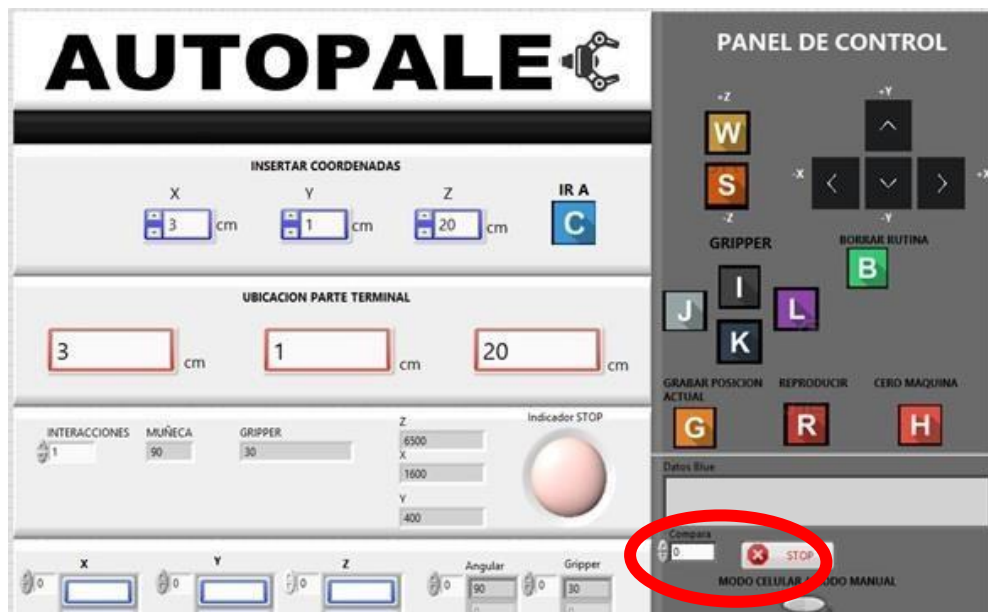 AUTOPALE
INSERTAR COORDENADAS
X Y Z IR A
3 cm 1 cm 20 cm C
UBICACION PARTE TERMINAL
3 cm 1 cm 20 cm
INTERACCIONES MUÑECA GRIPPER
1 90 30
Z
6500
X
1600
Y
400
Indicador STOP
X Y Z Angular Gripper
0 0 0 0 90 0 30
0 0
PANEL DE CONTROL
+Z +Y
W
S
-X +X
-Z -Y
GRIPPER BORRAR RUTINA
B
I
J L
K
GRABAR POSICION ACTUAL REPRODUCIR CERO MAQUINA
G R H
Datos Blue
Compara
0 STOP
MODO CELULAR MODO MANUAL